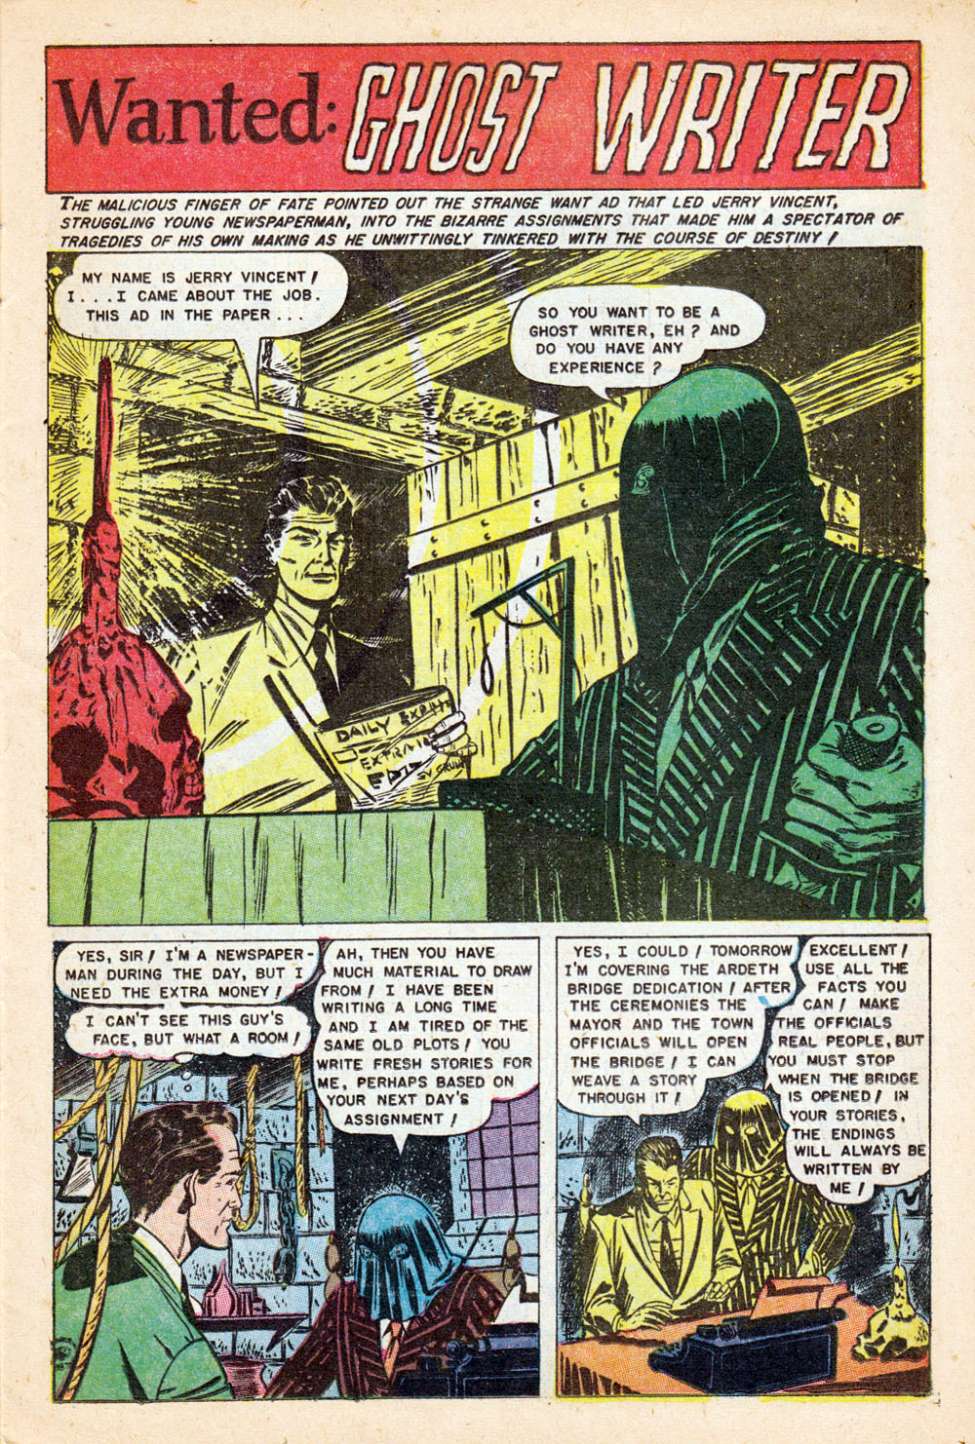 Wanted: GHOST WRITER
THE MALICIOUS FINGER OF FATE POINTED OUT THE STRANGE WANT AD THAT LED JERRY VINCENT,
STRUGGLING YOUNG NEWSPAPERMAN, INTO THE BIZARRE ASSIGNMENTS THAT MADE HIM A SPECTATOR OF
TRAGEDIES OF HIS OWN MAKING AS HE UNWITTINGLY TINKERED WITH THE COURSE OF DESTINY!
MY NAME IS JERRY VINCENT!
I...I CAME ABOUT THE JOB.
THIS AD IN THE PAPER...
SO YOU WANT TO BE A
GHOST WRITER, EH? AND
DO YOU HAVE ANY
EXPERIENCE?
DAILY
YES, SIR! I'M A NEWSPAPER-
MAN DURING THE DAY, BUT I
NEED THE EXTRA MONEY!
I CAN'T SEE THIS GUY'S
FACE, BUT WHAT A ROOM!
AH, THEN YOU HAVE
MUCH MATERIAL TO DRAW
FROM! I HAVE BEEN
WRITING A LONG TIME
AND I AM TIRED OF THE
SAME OLD PLOTS! YOU
WRITE FRESH STORIES FOR
ME, PERHAPS BASED ON
YOUR NEXT DAY'S
ASSIGNMENT!
YES, I COULD! TOMORROW
I'M COVERING THE ARDETH
BRIDGE DEDICATION! AFTER
THE CEREMONIES THE
MAYOR AND THE TOWN
OFFICIALS WILL OPEN
THE BRIDGE! I CAN
WEAVE A STORY
THROUGH IT!
EXCELLENT!
USE ALL THE
FACTS YOU
CAN! MAKE
THE OFFICIALS
REAL PEOPLE, BUT
YOU MUST STOP
WHEN THE BRIDGE
IS OPENED! IN
YOUR STORIES,
THE ENDINGS
WILL ALWAYS BE
WRITTEN BY
ME!